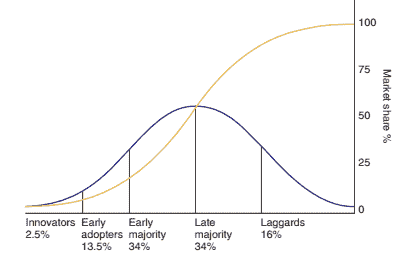 100
75
50
25
0
Market share %
Innovators
2.5%
Early
adopters
13.5%
Early
majority
34%
Late
majority
34%
Laggards
16%